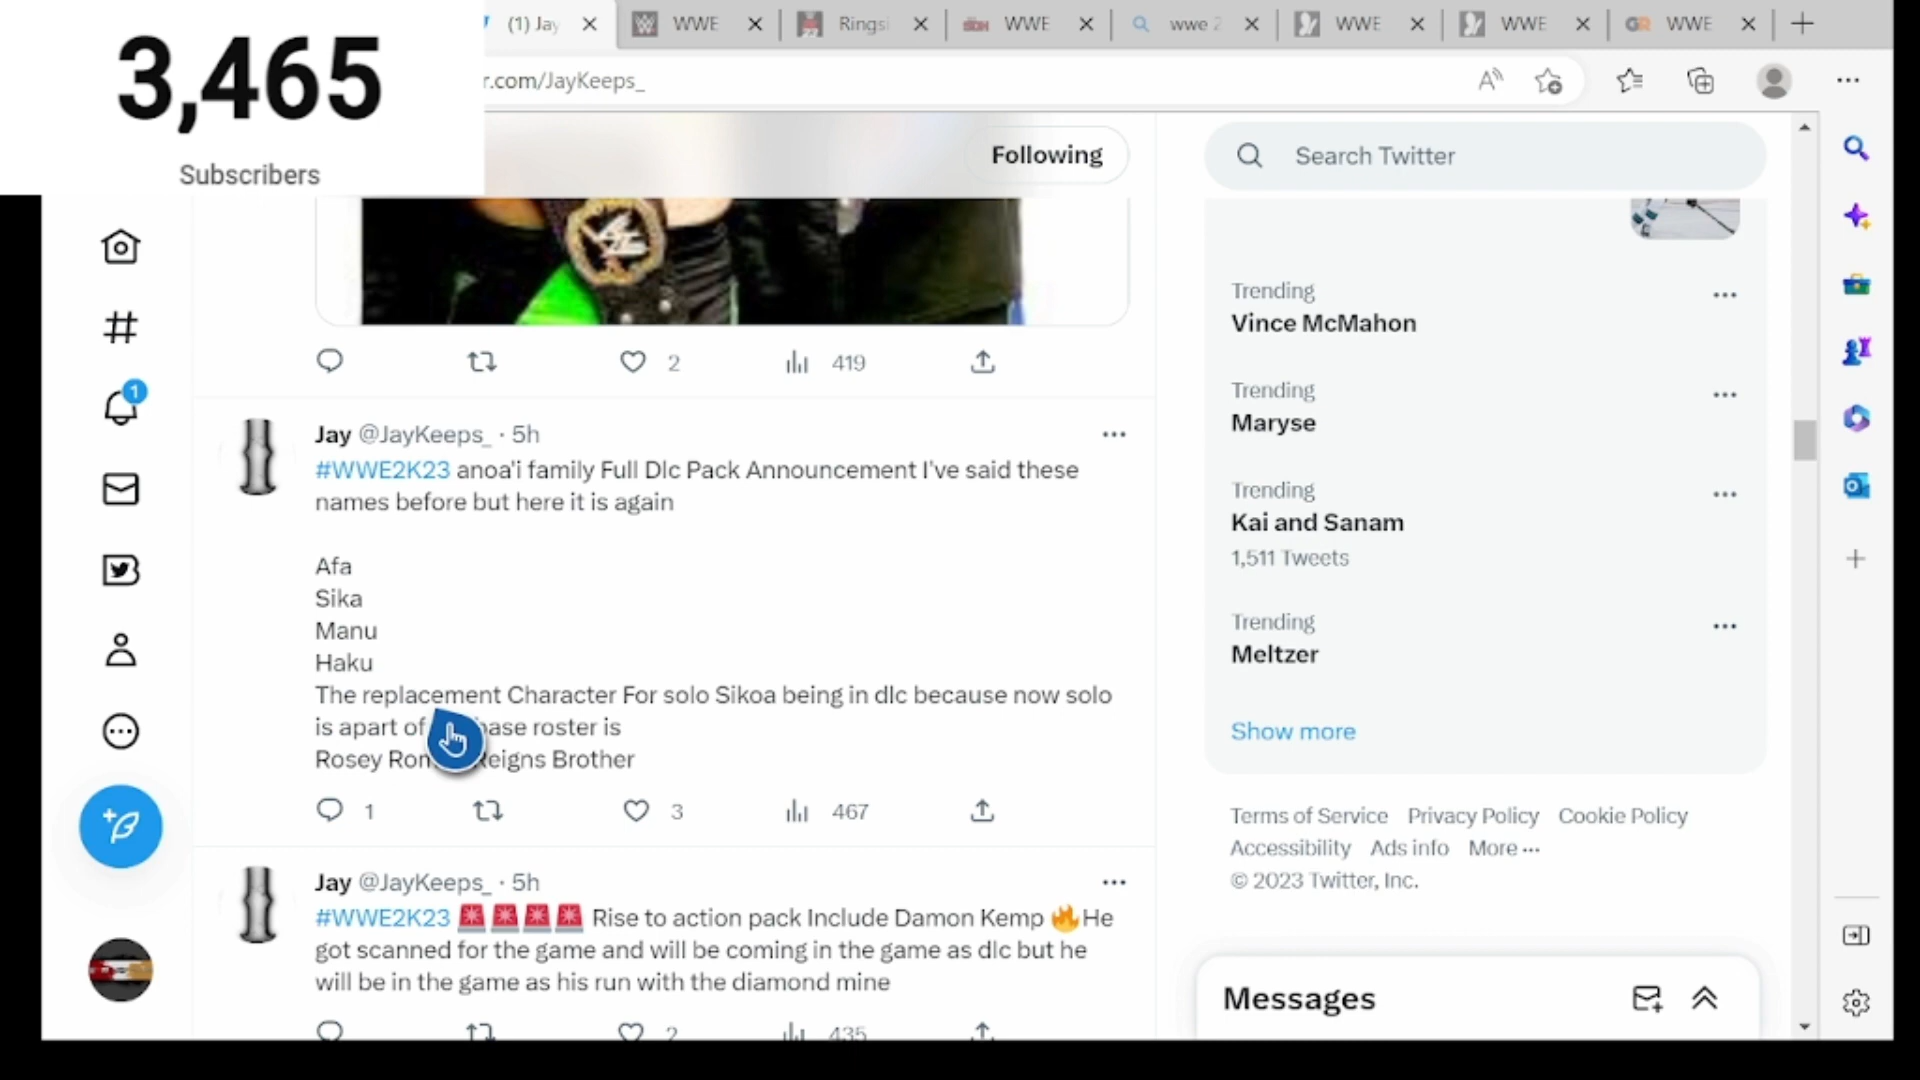 3,465
Subscribers
(1) Jay
WWE
Rings
WWE
wwe 2
WWE
WWE
WWE
r.com/JayKeeps_
Following
Search Twitter
2
419
Jay @JayKeeps_ · 5h
#WWE2K23 anoa'i family Full Dlc Pack Announcement I've said these
names before but here it is again
Afa
Sika
Manu
Haku
The replacement Character For solo Sikoa being in dlc because now solo
is apart of base roster is
Rosey Reigns Brother
1
3
467
Jay @JayKeeps_ · 5h
#WWE2K23 🚨🚨🚨🚨 Rise to action pack Include Damon Kemp 🔥He
got scanned for the game and will be coming in the game as dlc but he
will be in the game as his run with the diamond mine
2
435
1
Trending
Vince McMahon
Trending
Maryse
Trending
Kai and Sanam
1,511 Tweets
Trending
Meltzer
Show more
Terms of Service Privacy Policy Cookie Policy
Accessibility Ads info More ···
© 2023 Twitter, Inc.
Messages